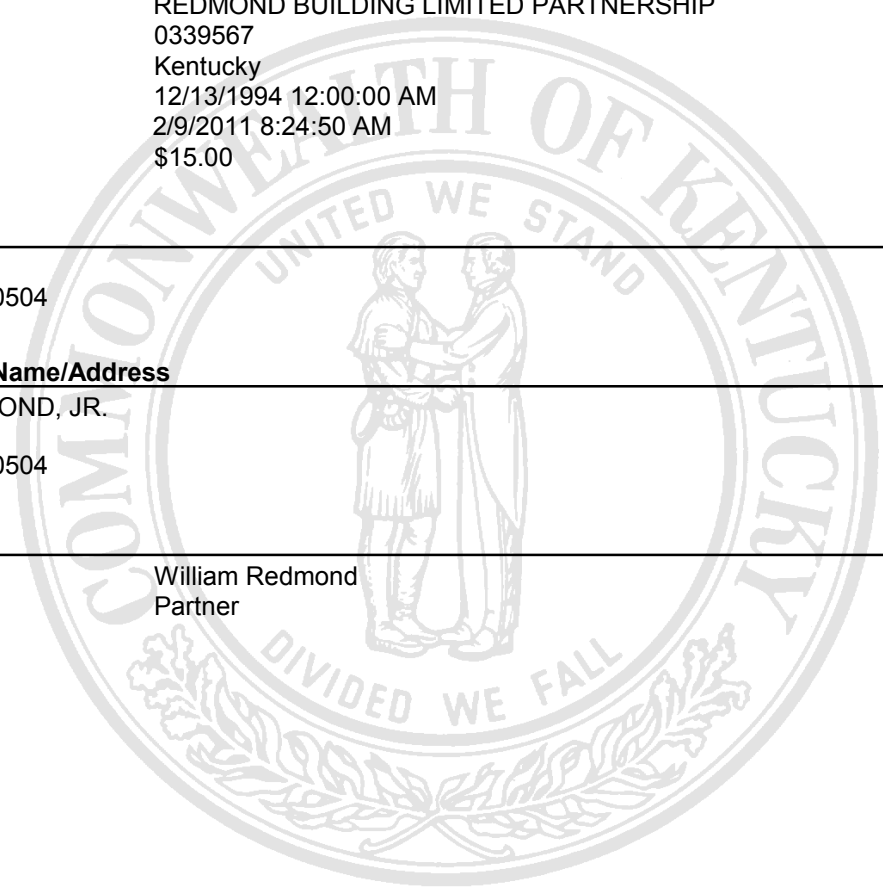 REDMOND BUILDING LIMITED PARTNERSHIP
0339567
Kentucky
12/13/1994 12:00:00 AM
2/9/2011 8:24:50 AM
$15.00
COMMONWEALTH OF KENTUCKY
UNITED WE STAND
0504
Name/Address
OND, JR.
0504
William Redmond
Partner
DIVIDED WE FALL